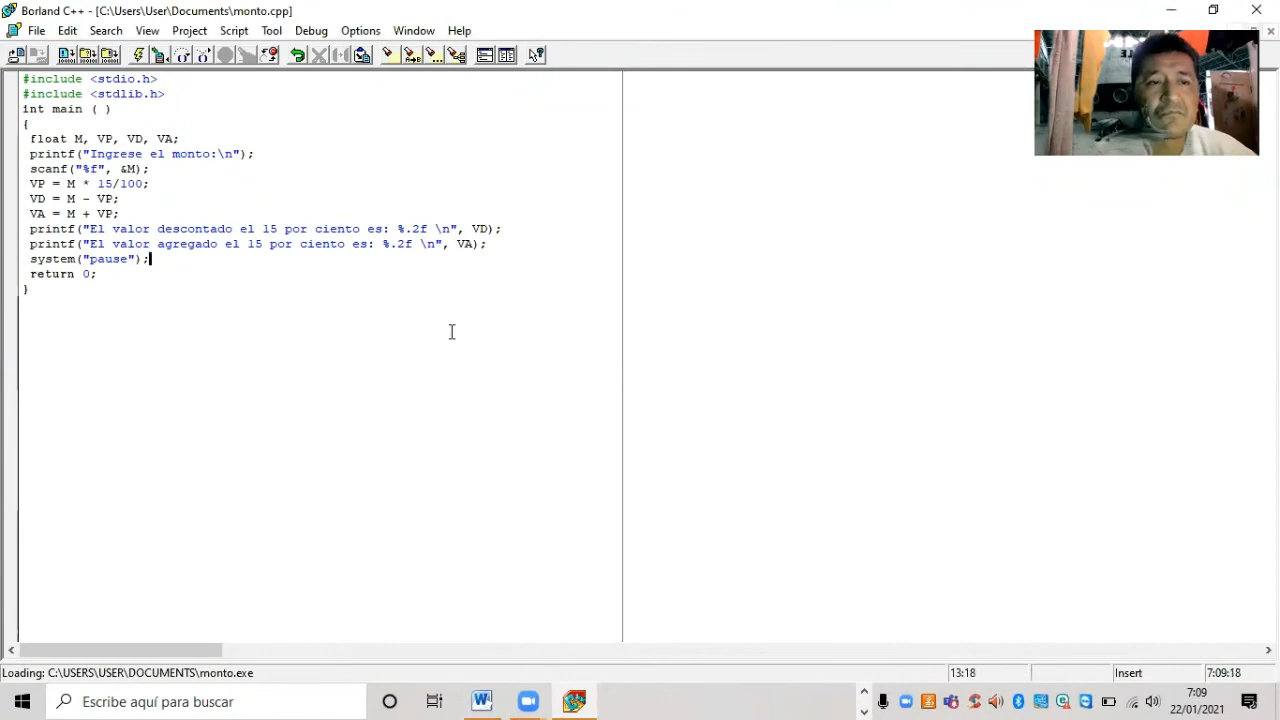 Borland C++ - [C:\Users\User\Documents\monto.cpp]
File Edit Search View Project Script Tool Debug Options Window Help
#include <stdio.h>
#include <stdlib.h>
int main ( )
{
float M, VP, VD, VA;
printf("Ingrese el monto:\n");
scanf("%f", &M);
VP = M * 15/100;
VD = M - VP;
VA = M + VP;
printf("El valor descontado el 15 por ciento es: %.2f \n", VD);
printf("El valor agregado el 15 por ciento es: %.2f \n", VA);
system("pause");
return 0;
}
Loading: C:\USERS\USER\DOCUMENTS\monto.exe
13:18
Insert
7:09:18
Escribe aquí para buscar
7:09
22/01/2021